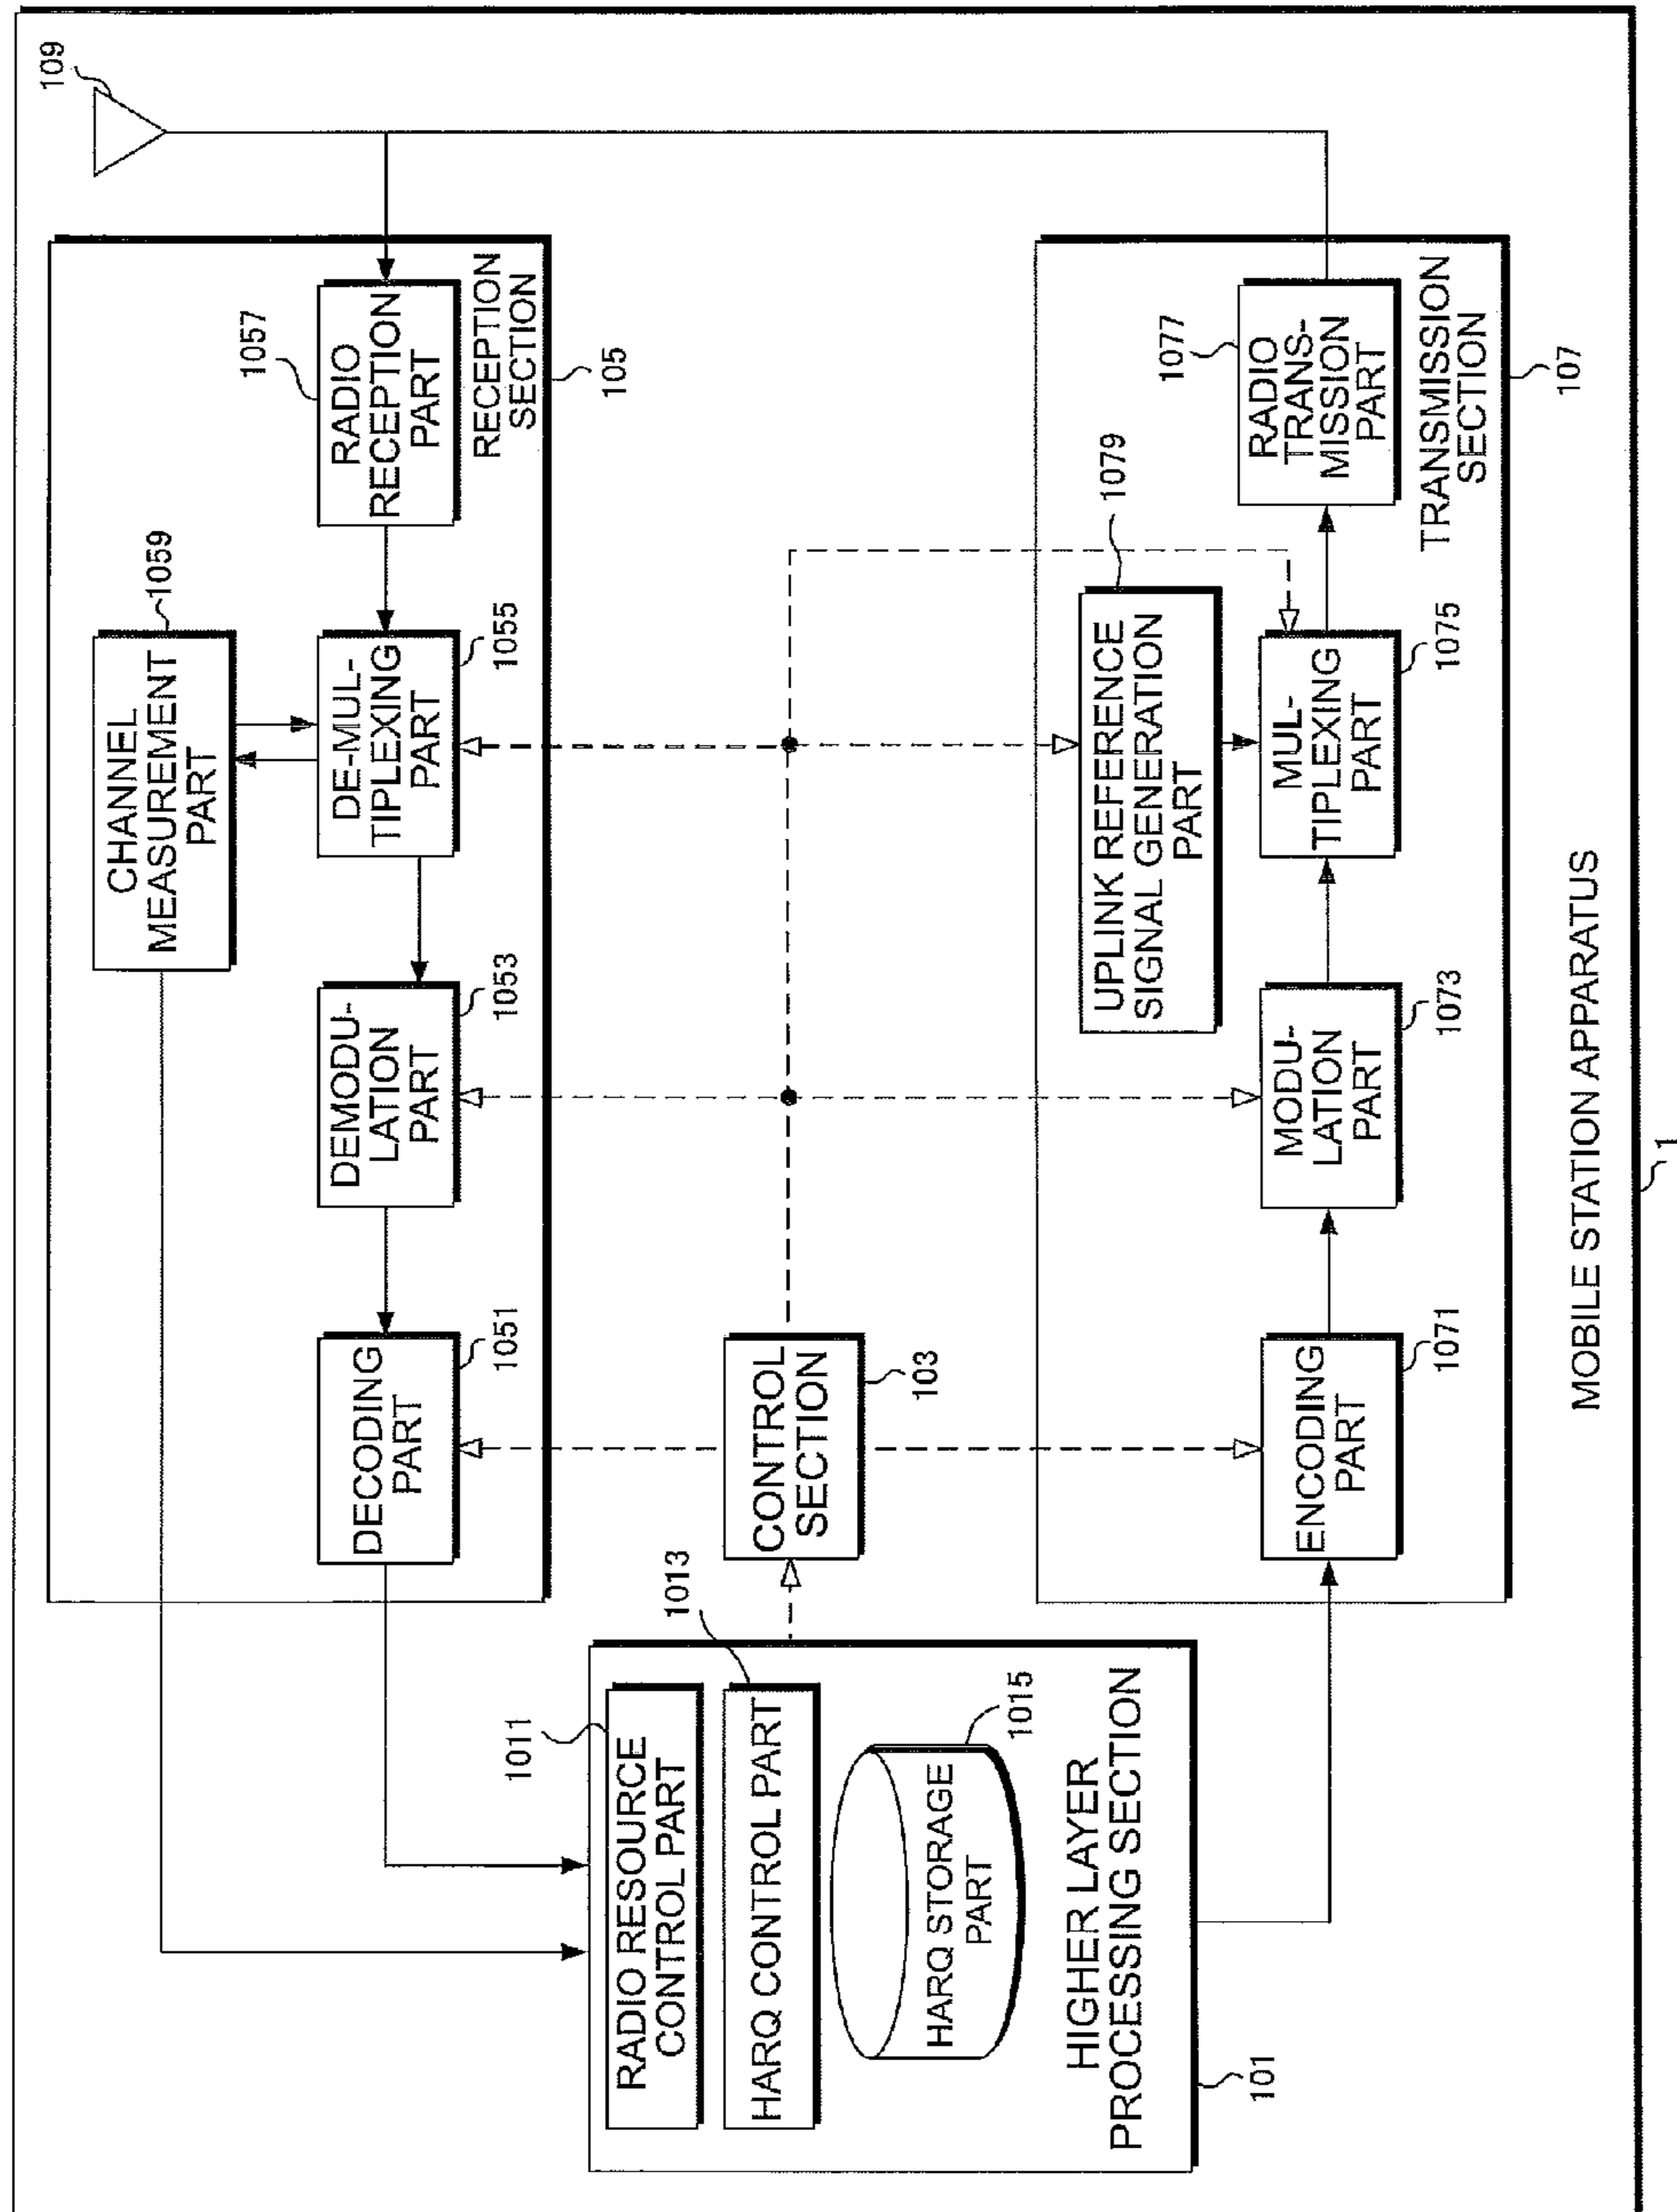 109
1057
RADIO
RECEPTION
PART
RECEPTION
SECTION
105
1059
CHANNEL
MEASUREMENT
PART
DE-MUL-
TIPLEXING
PART
1055
DEMODU-
LATION
PART
1053
DECODING
PART
1051
CONTROL
SECTION
103
1011
RADIO RESOURCE
CONTROL PART
1013
HARQ CONTROL PART
1015
HARQ STORAGE
PART
HIGHER LAYER
PROCESSING SECTION
101
ENCODING
PART
1071
MODU-
LATION
PART
1073
1079
UPLINK REFERENCE
SIGNAL GENERATION
PART
MUL-
TIPLEXING
PART
1075
1077
RADIO
TRANS-
MISSION
PART
TRANSMISSION
SECTION
107
MOBILE STATION APPARATUS
1